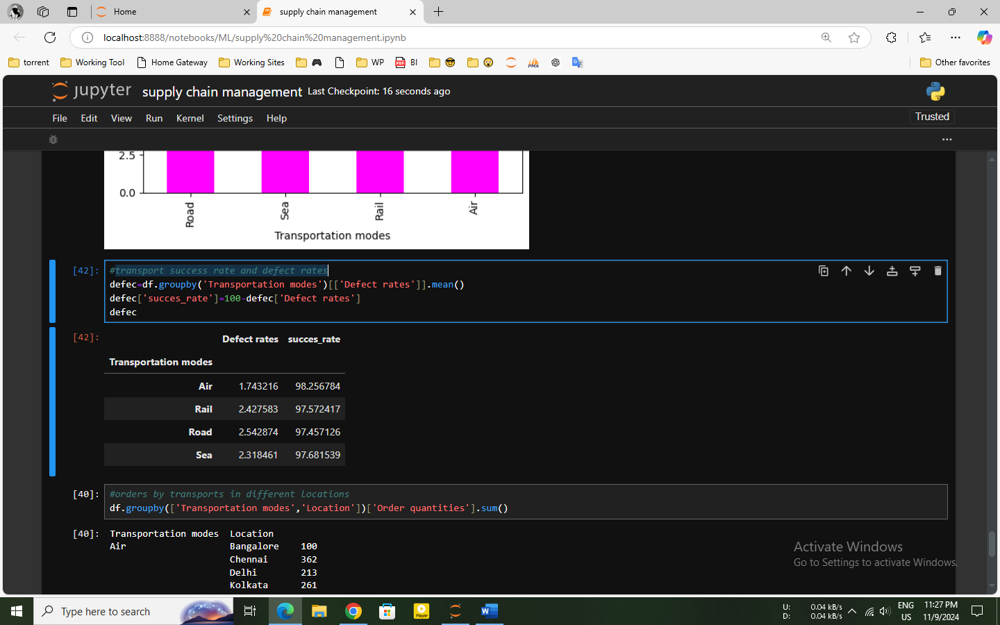 Home
supply chain management
localhost:8888/notebooks/ML/supply%20chain%20management.ipynb
torrent
Working Tool
Home Gateway
Working Sites
WP
PDF
BI
PMA
Other favorites
jupyter
supply chain management Last Checkpoint: 16 seconds ago
File Edit View Run Kernel Settings Help
Trusted
2.5
0.0
Road Sea Rail Air
Transportation modes
[42]: #transport success rate and defect rates
defec=df.groupby('Transportation modes')[['Defect rates']].mean()
defec['succes_rate']=100-defec['Defect rates']
defec
[42]: Defect rates succes_rate
Transportation modes
Air 1.743216 98.256784
Rail 2.427583 97.572417
Road 2.542874 97.457126
Sea 2.318461 97.681539
[40]: #orders by transports in different locations
df.groupby(['Transportation modes','Location'])['Order quantities'].sum()
[40]: Transportation modes Location
Air Bangalore 100
Chennai 362
Delhi 213
Kolkata 261
Activate Windows
Go to Settings to activate Windows.
Type here to search
Player
W
U: 0.04 kB/s
D: 0.04 kB/s
ENG
US
11:27 PM
11/9/2024